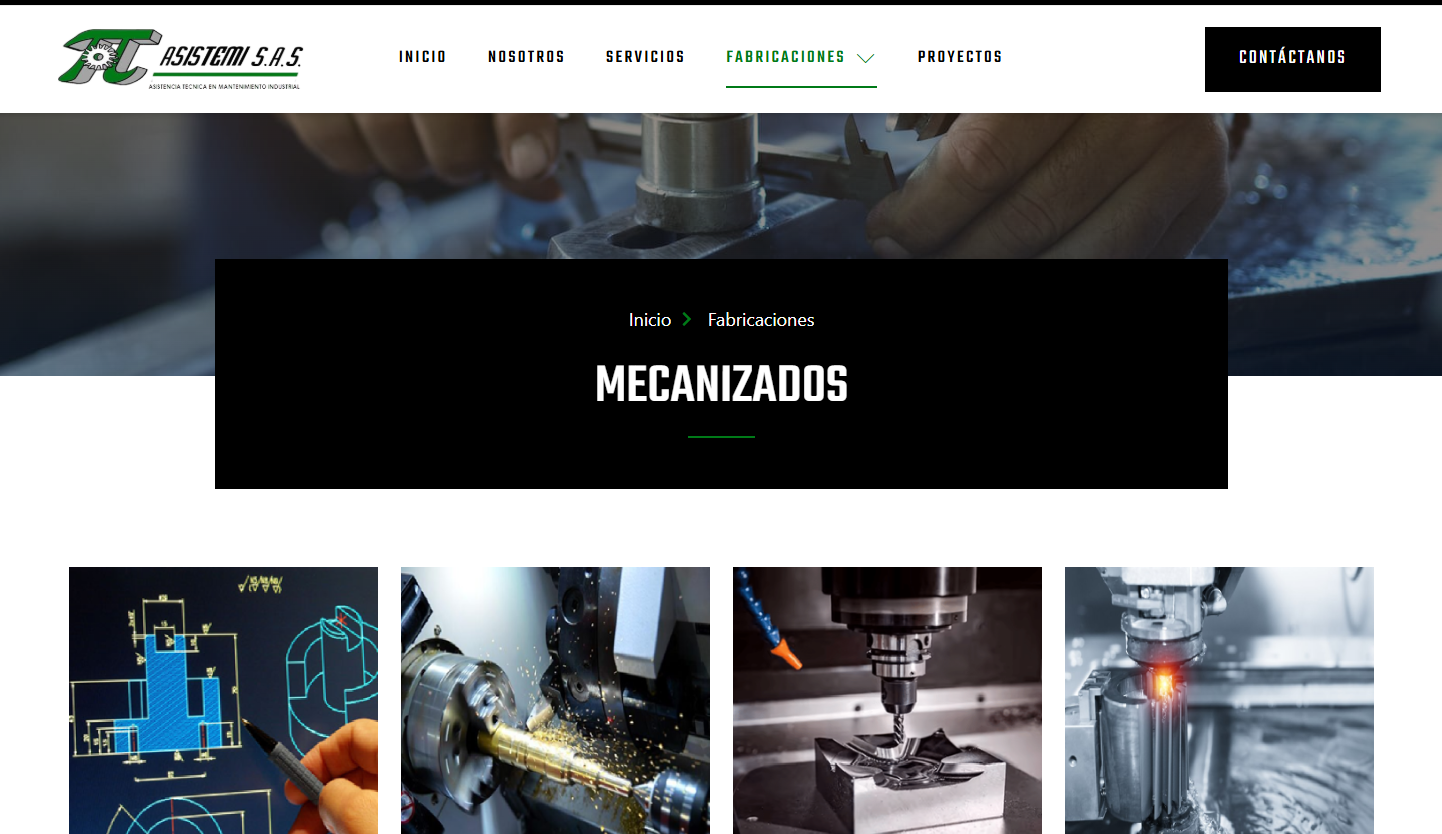 ASISTEMI S.A.S.
ASISTENCIA TECNICA EN MANTENIMIENTO INDUSTRIAL
INICIO NOSOTROS SERVICIOS FABRICACIONES PROYECTOS
CONTÁCTANOS
Inicio Fabricaciones
MECANIZADOS